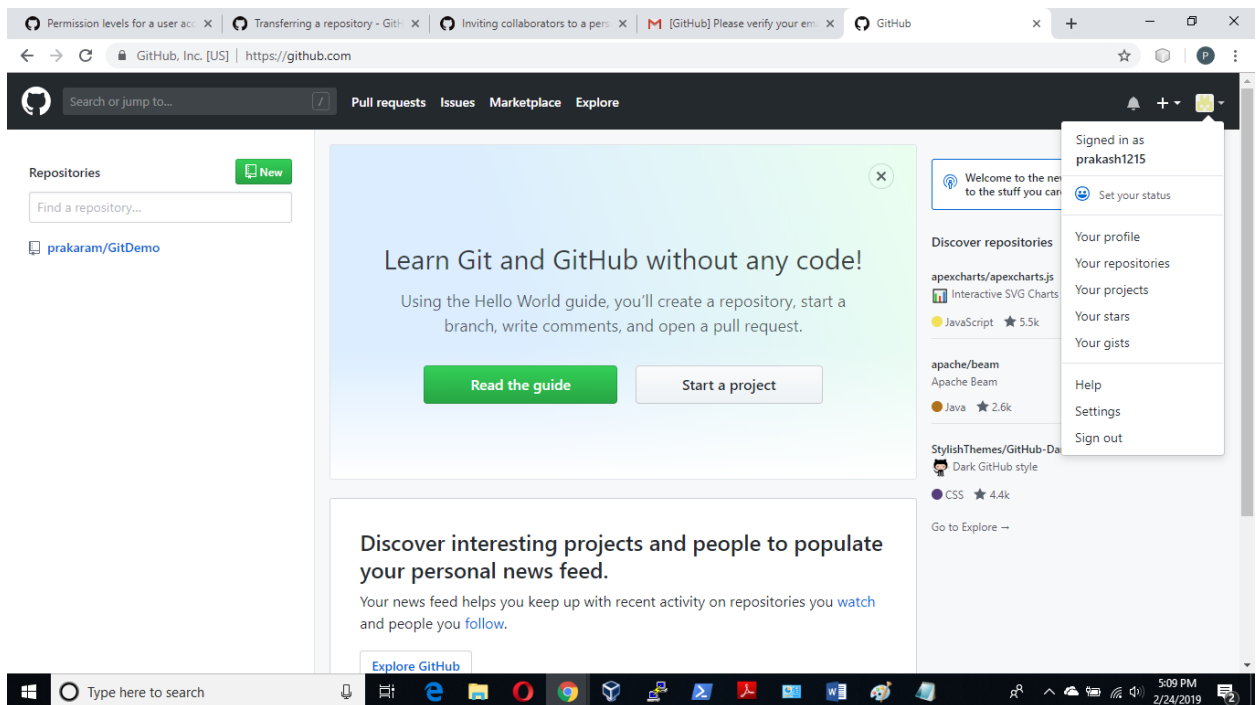 Permission levels for a user acc
Transferring a repository - GitH
Inviting collaborators to a pers
[GitHub] Please verify your em
GitHub
GitHub, Inc. [US] | https://github.com
P
Search or jump to...
/
Pull requests Issues Marketplace Explore
Signed in as
prakash1215
Set your status
Your profile
Your repositories
Your projects
Your stars
Your gists
Help
Settings
Sign out
Repositories
New
Find a repository...
prakaram/GitDemo
Learn Git and GitHub without any code!
Using the Hello World guide, you'll create a repository, start a
branch, write comments, and open a pull request.
Read the guide
Start a project
Discover interesting projects and people to populate
your personal news feed.
Your news feed helps you keep up with recent activity on repositories you watch
and people you follow.
Explore GitHub
Welcome to the ne
to the stuff you car
Discover repositories
apexcharts/apexcharts.js
Interactive SVG Charts
JavaScript 5.5k
apache/beam
Apache Beam
Java 2.6k
StylishThemes/GitHub-Da
Dark GitHub style
CSS 4.4k
Go to Explore →
Type here to search
5:09 PM
2/24/2019
2